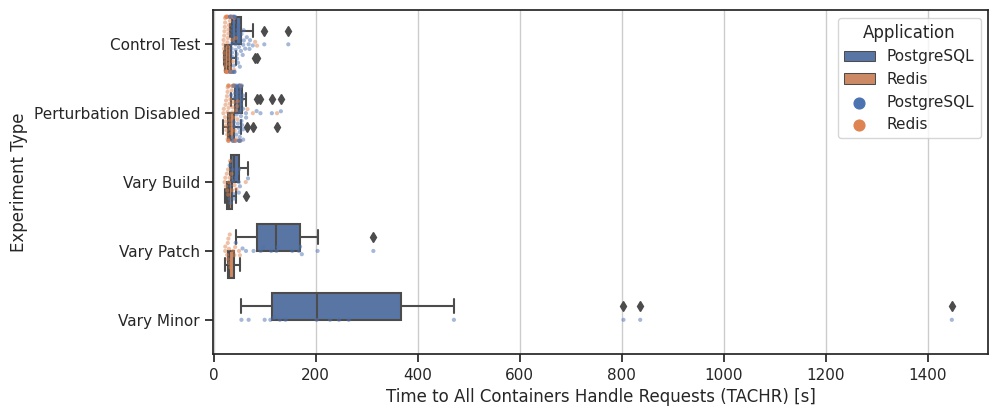 Experiment Type
Control Test
Perturbation Disabled
Vary Build
Vary Patch
Vary Minor
Application
PostgreSQL
Redis
PostgreSQL
Redis
0 200 400 600 800 1000 1200 1400
Time to All Containers Handle Requests (TACHR) [s]